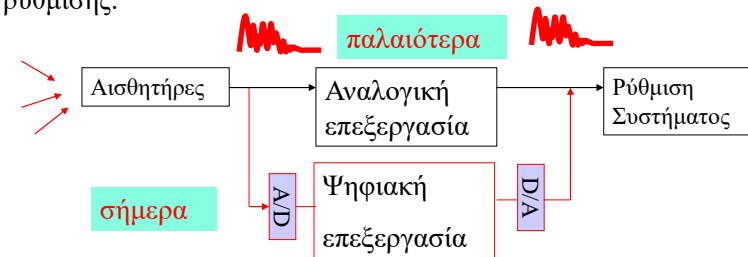 ρύθμισης.
παλαιότερα
Αισθητήρες
Αναλογική
επεξεργασία
Ρύθμιση
Συστήματος
σήμερα
A/D
Ψηφιακή
επεξεργασία
D/A